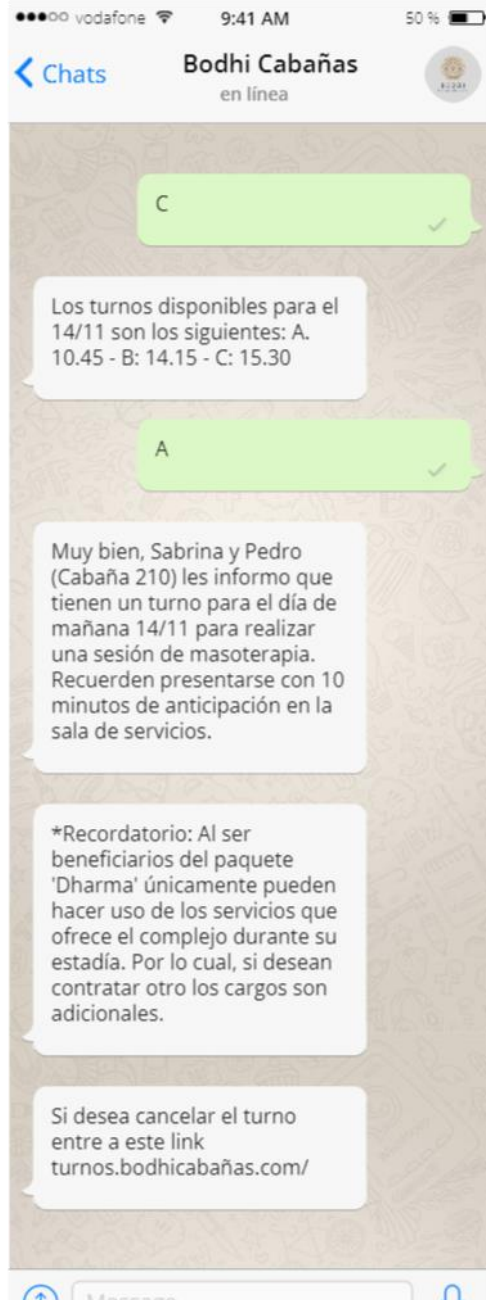 vodafone 9:41 AM 50 %
Chats Bodhi Cabañas
en línea
C
Los turnos disponibles para el
14/11 son los siguientes: A.
10.45 - B: 14.15 - C: 15.30
A
Muy bien, Sabrina y Pedro
(Cabaña 210) les informo que
tienen un turno para el día de
mañana 14/11 para realizar
una sesión de masoterapia.
Recuerden presentarse con 10
minutos de anticipación en la
sala de servicios.
*Recordatorio: Al ser
beneficiarios del paquete
'Dharma' únicamente pueden
hacer uso de los servicios que
ofrece el complejo durante su
estadía. Por lo cual, si desean
contratar otro los cargos son
adicionales.
Si desea cancelar el turno
entre a este link
turnos.bodhicabañas.com/
Message